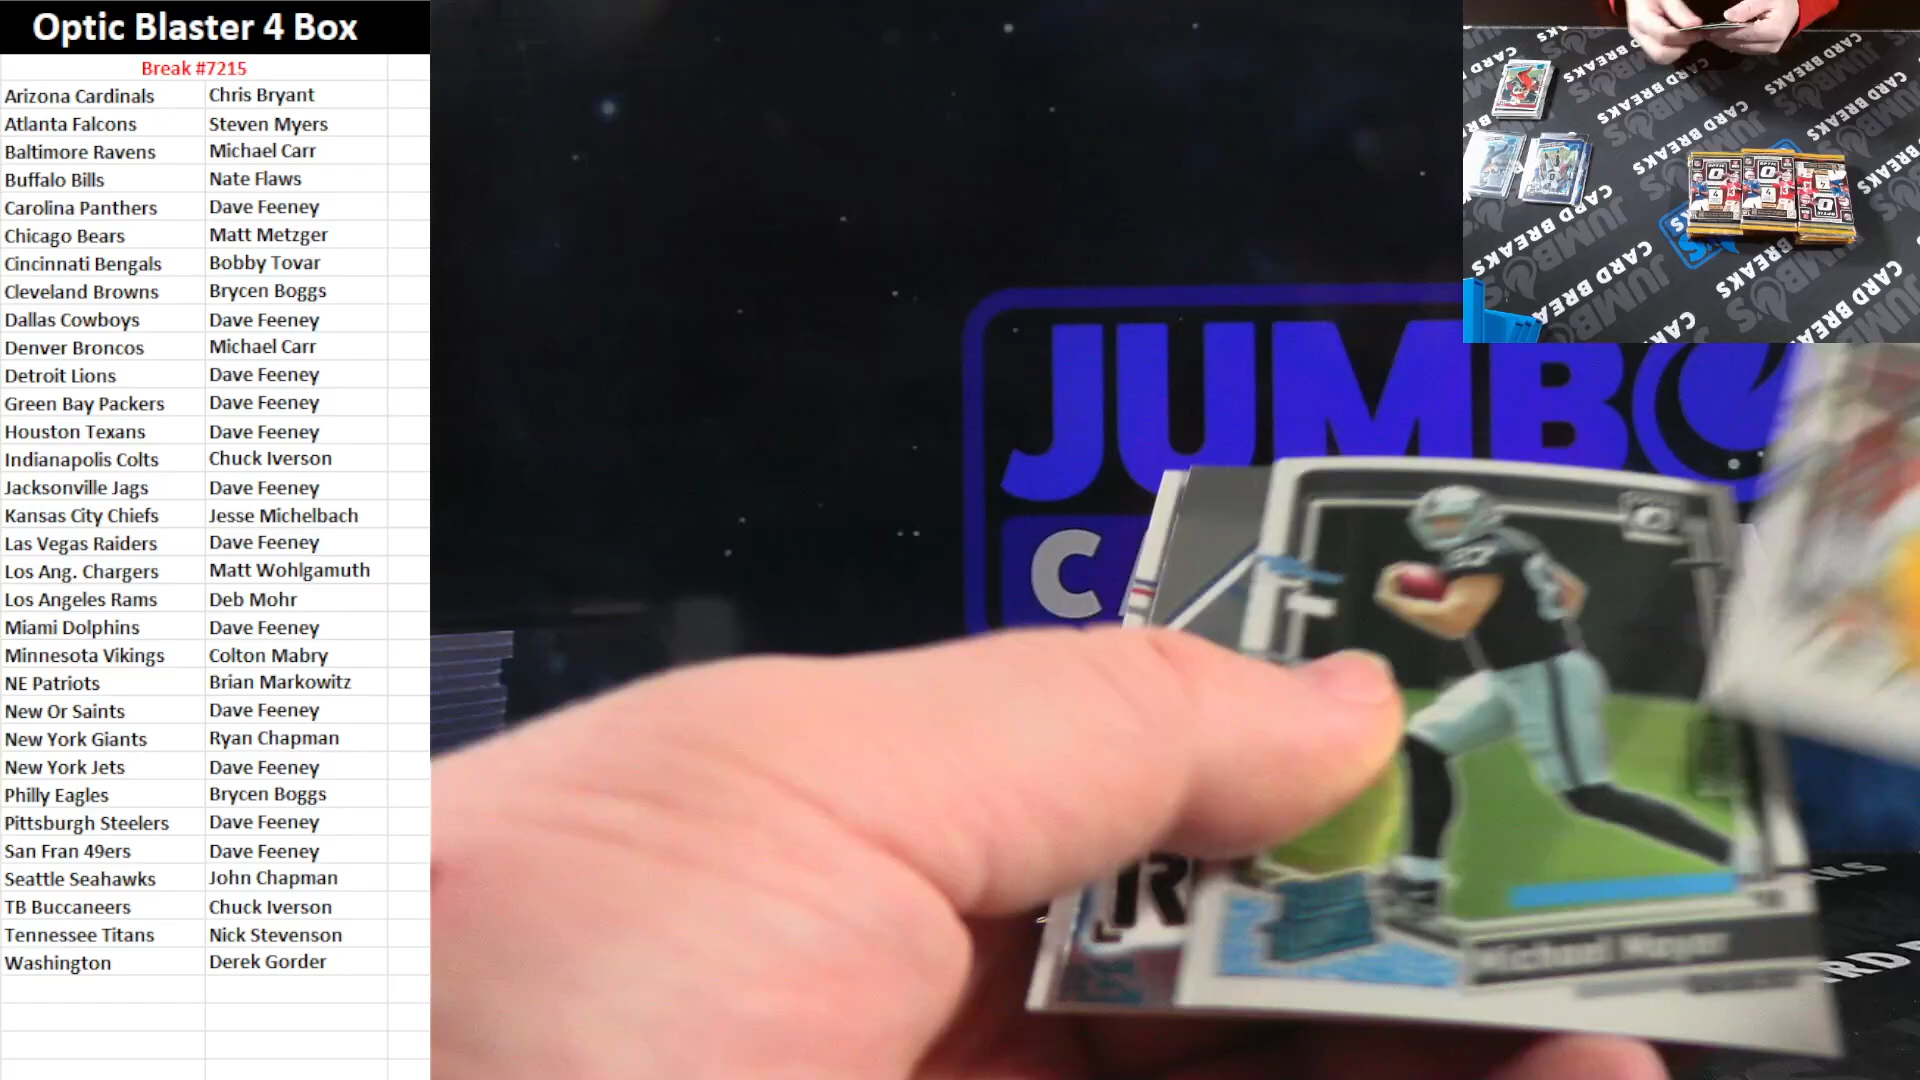 Optic Blaster 4 Box
Break #7215
Arizona Cardinals Chris Bryant
Atlanta Falcons Steven Myers
Baltimore Ravens Michael Carr
Buffalo Bills Nate Flaws
Carolina Panthers Dave Feeney
Chicago Bears Matt Metzger
Cincinnati Bengals Bobby Tovar
Cleveland Browns Brycen Boggs
Dallas Cowboys Dave Feeney
Denver Broncos Michael Carr
Detroit Lions Dave Feeney
Green Bay Packers Dave Feeney
Houston Texans Dave Feeney
Indianapolis Colts Chuck Iverson
Jacksonville Jags Dave Feeney
Kansas City Chiefs Jesse Michelbach
Las Vegas Raiders Dave Feeney
Los Ang. Chargers Matt Wohlgamuth
Los Angeles Rams Deb Mohr
Miami Dolphins Dave Feeney
Minnesota Vikings Colton Mabry
NE Patriots Brian Markowitz
New Or Saints Dave Feeney
New York Giants Ryan Chapman
New York Jets Dave Feeney
Philly Eagles Brycen Boggs
Pittsburgh Steelers Dave Feeney
San Fran 49ers Dave Feeney
Seattle Seahawks John Chapman
TB Buccaneers Chuck Iverson
Tennessee Titans Nick Stevenson
Washington Derek Gorder
JUMBO
Michael Mayer
CARD BREAKS
JUMBO'S
CARD BREAKS